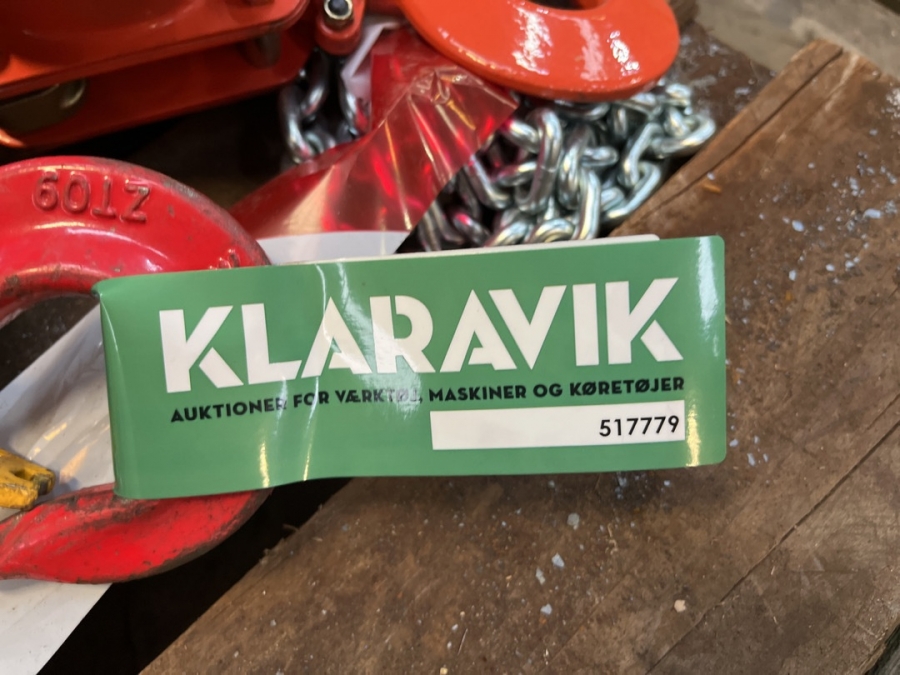 60TZ
KLARAVIK
AUKTIONER FOR VÆRKTØJ, MASKINER OG KØRETØJER
517779